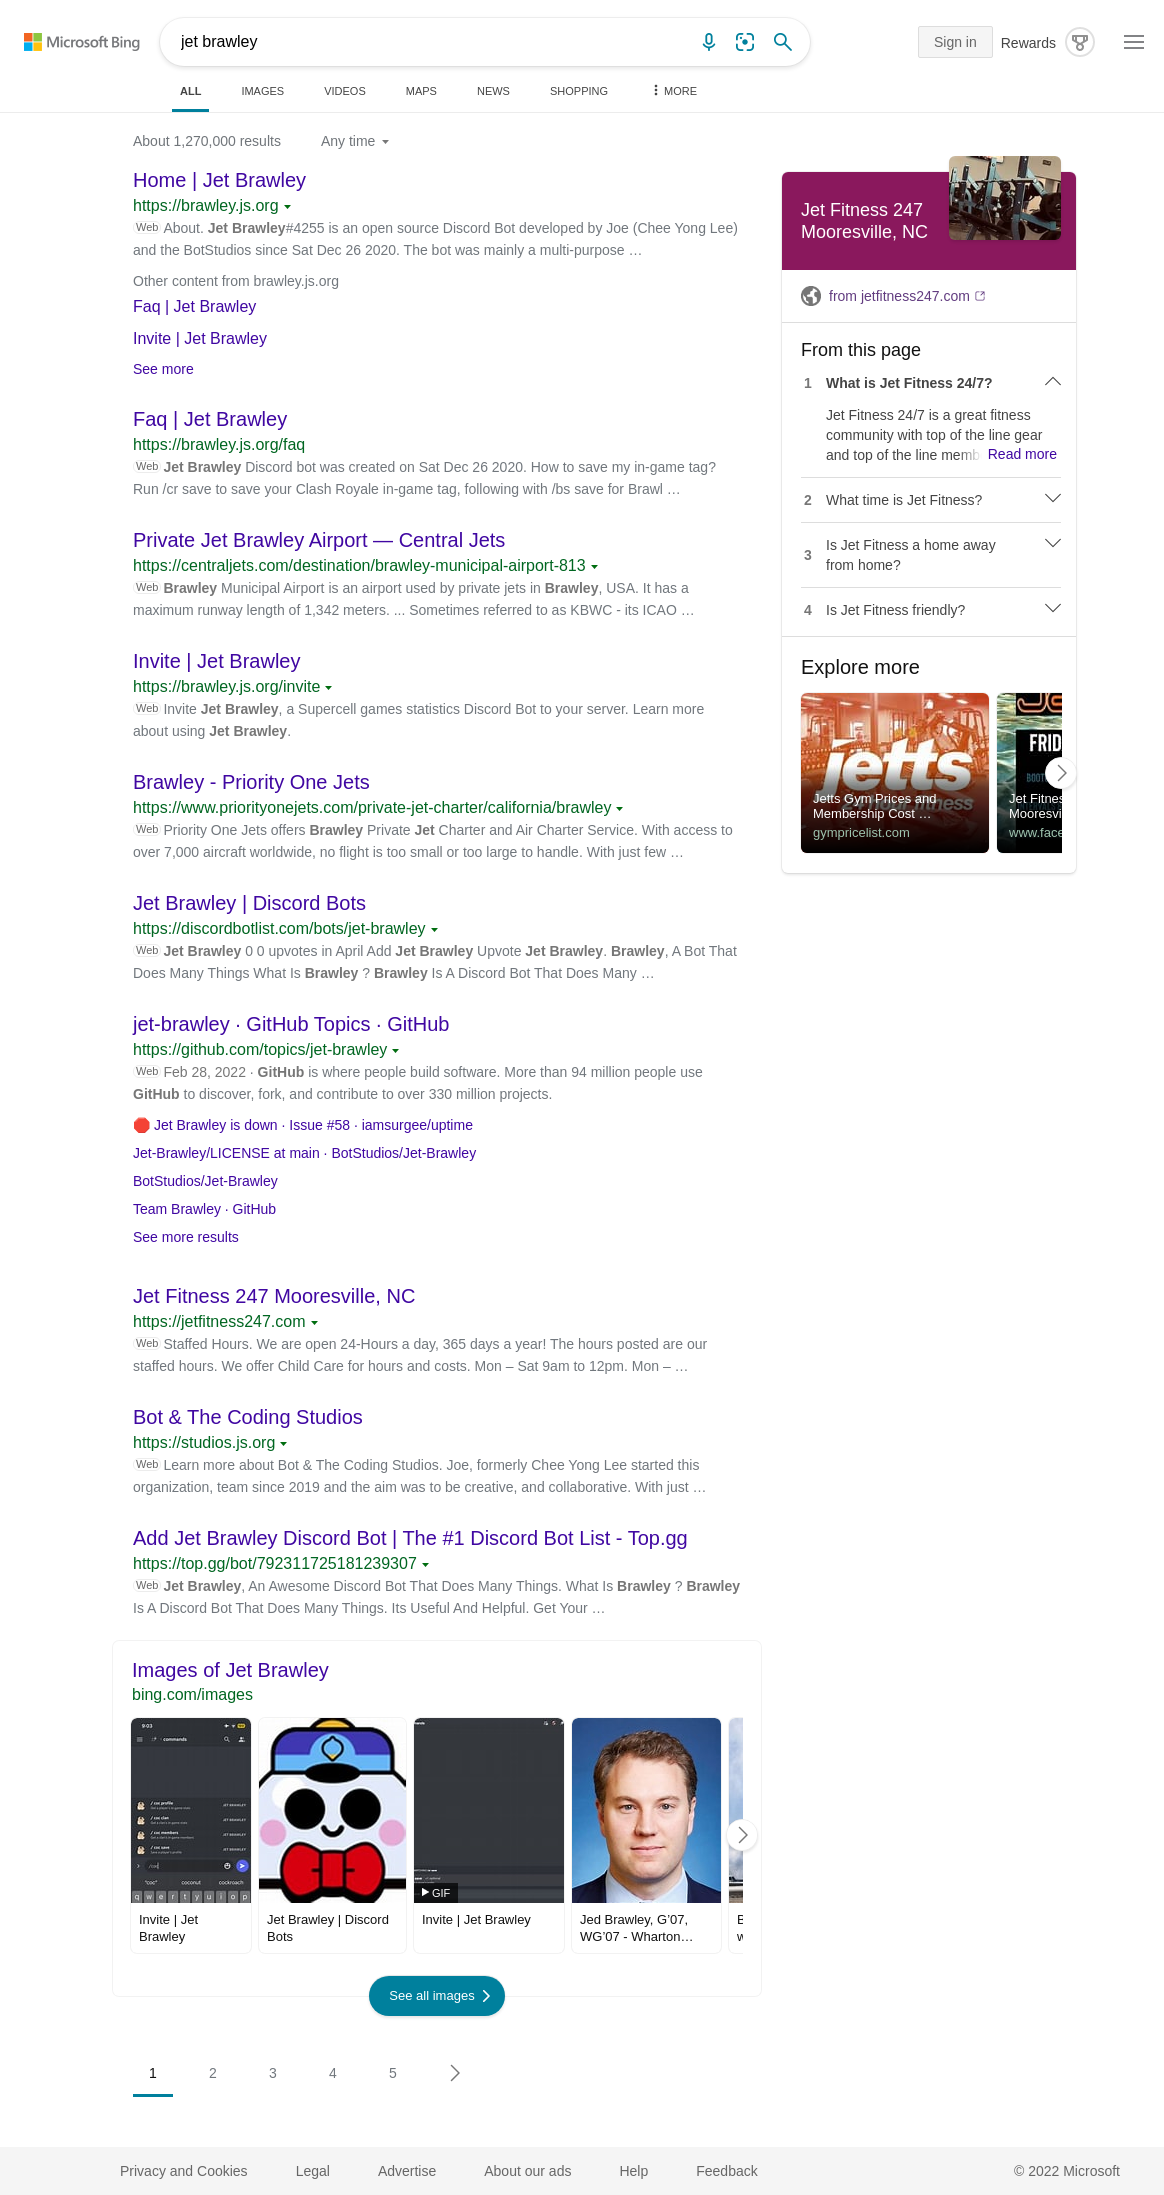 Microsoft Bing
jet brawley
Sign in
Rewards
ALL
IMAGES
VIDEOS
MAPS
NEWS
SHOPPING
MORE
About 1,270,000 results
Any time
Home | Jet Brawley
https://brawley.js.org
Web About. Jet Brawley#4255 is an open source Discord Bot developed by Joe (Chee Yong Lee)
and the BotStudios since Sat Dec 26 2020. The bot was mainly a multi-purpose …
Other content from brawley.js.org
Faq | Jet Brawley
Invite | Jet Brawley
See more
Faq | Jet Brawley
https://brawley.js.org/faq
Web Jet Brawley Discord bot was created on Sat Dec 26 2020. How to save my in-game tag?
Run /cr save to save your Clash Royale in-game tag, following with /bs save for Brawl …
Private Jet Brawley Airport — Central Jets
https://centraljets.com/destination/brawley-municipal-airport-813
Web Brawley Municipal Airport is an airport used by private jets in Brawley, USA. It has a
maximum runway length of 1,342 meters. ... Sometimes referred to as KBWC - its ICAO …
Invite | Jet Brawley
https://brawley.js.org/invite
Web Invite Jet Brawley, a Supercell games statistics Discord Bot to your server. Learn more
about using Jet Brawley.
Brawley - Priority One Jets
https://www.priorityonejets.com/private-jet-charter/california/brawley
Web Priority One Jets offers Brawley Private Jet Charter and Air Charter Service. With access to
over 7,000 aircraft worldwide, no flight is too small or too large to handle. With just few …
Jet Brawley | Discord Bots
https://discordbotlist.com/bots/jet-brawley
Web Jet Brawley 0 0 upvotes in April Add Jet Brawley Upvote Jet Brawley. Brawley, A Bot That
Does Many Things What Is Brawley ? Brawley Is A Discord Bot That Does Many …
jet-brawley · GitHub Topics · GitHub
https://github.com/topics/jet-brawley
Web Feb 28, 2022 · GitHub is where people build software. More than 94 million people use
GitHub to discover, fork, and contribute to over 330 million projects.
Jet Brawley is down · Issue #58 · iamsurgee/uptime
Jet-Brawley/LICENSE at main · BotStudios/Jet-Brawley
BotStudios/Jet-Brawley
Team Brawley · GitHub
See more results
Jet Fitness 247 Mooresville, NC
https://jetfitness247.com
Web Staffed Hours. We are open 24-Hours a day, 365 days a year! The hours posted are our
staffed hours. We offer Child Care for hours and costs. Mon – Sat 9am to 12pm. Mon – …
Bot & The Coding Studios
https://studios.js.org
Web Learn more about Bot & The Coding Studios. Joe, formerly Chee Yong Lee started this
organization, team since 2019 and the aim was to be creative, and collaborative. With just …
Add Jet Brawley Discord Bot | The #1 Discord Bot List - Top.gg
https://top.gg/bot/792311725181239307
Web Jet Brawley, An Awesome Discord Bot That Does Many Things. What Is Brawley ? Brawley
Is A Discord Bot That Does Many Things. Its Useful And Helpful. Get Your …
Images of Jet Brawley
bing.com/images
9:03
commands
/ coc profile
/ coc clan
/ coc members
/ coc save
JET BRAWLEY
JET BRAWLEY
JET BRAWLEY
JET BRAWLEY
"coc" coconut cockroach
q w e r t y u i o p
GIF
Invite | Jet
Brawley
Jet Brawley | Discord
Bots
Invite | Jet Brawley
Jed Brawley, G'07,
WG'07 - Wharton…
See all images
1
2
3
4
5
Jet Fitness 247
Mooresville, NC
from jetfitness247.com
From this page
1 What is Jet Fitness 24/7?
Jet Fitness 24/7 is a great fitness
community with top of the line gear
and top of the line memb Read more
2 What time is Jet Fitness?
3 Is Jet Fitness a home away
from home?
4 Is Jet Fitness friendly?
Explore more
jetts
24 hour fitness
Jetts Gym Prices and
Membership Cost …
gympricelist.com
FRID
BOOT
Jet Fitnes
Mooresvi
www.face
Privacy and Cookies
Legal
Advertise
About our ads
Help
Feedback
© 2022 Microsoft